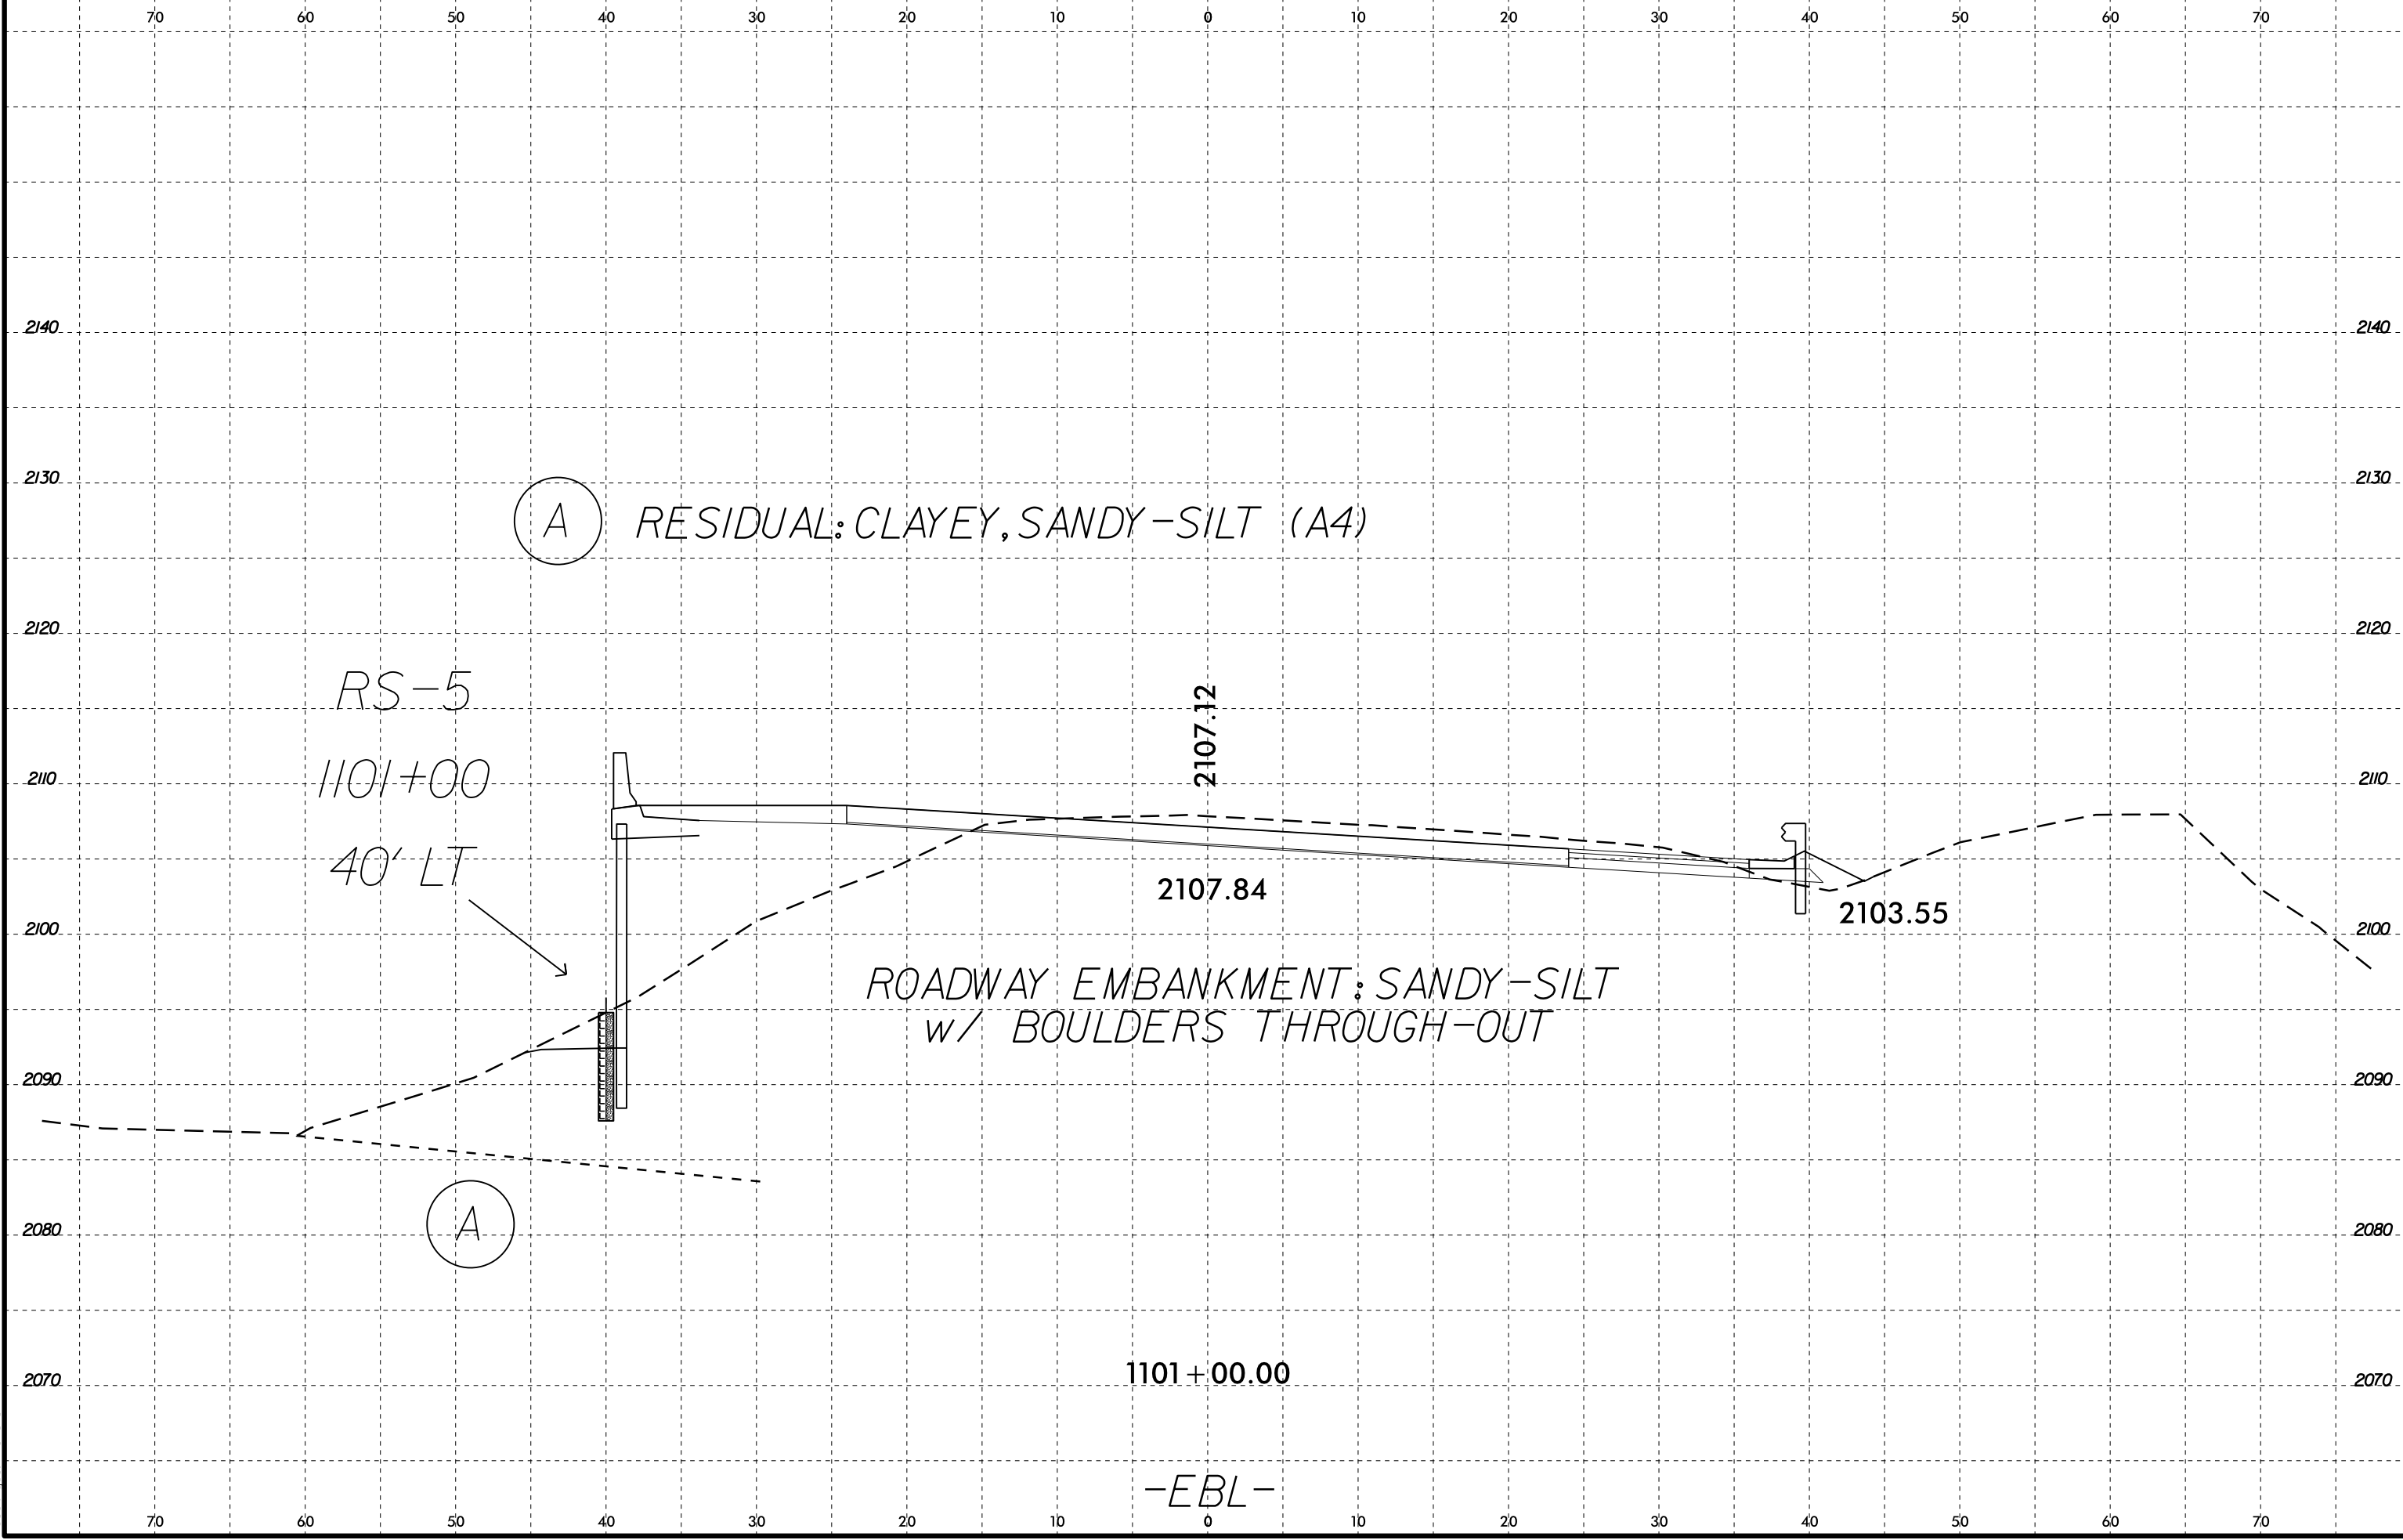 70 60 50 40 30 20 10 0 10 20 30 40 50 60 70
2140 2140
2130 2130
A RESIDUAL: CLAYEY, SANDY-SILT (A4)
2120 2120
RS-5
2107.12
1101+00
2110 2110
40' LT
2107.84
2103.55
2100 2100
ROADWAY EMBANKMENT: SANDY-SILT
w/ BOULDERS THROUGH-OUT
2090 2090
A
2080 2080
1101+00.00
2070 2070
-EBL-
70 60 50 40 30 20 10 0 10 20 30 40 50 60 70